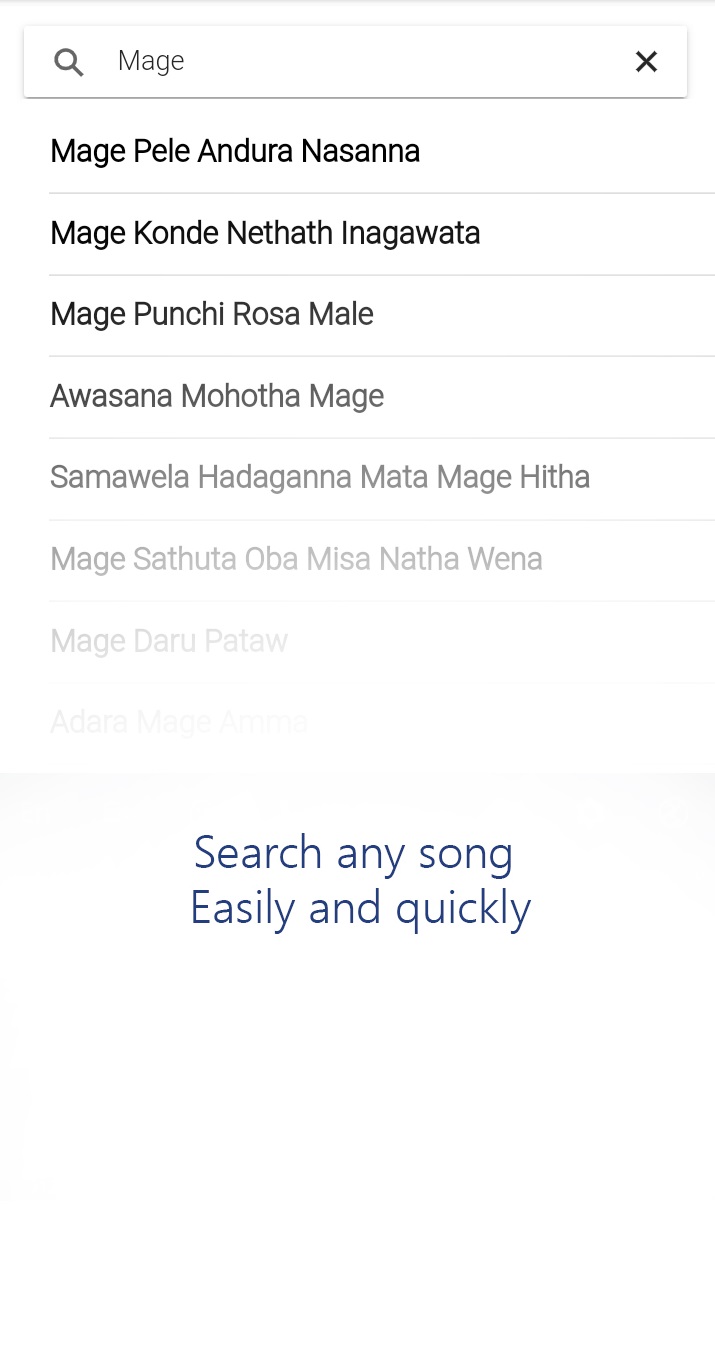 Mage
Mage Pele Andura Nasanna
Mage Konde Nethath Inagawata
Mage Punchi Rosa Male
Awasana Mohotha Mage
Samawela Hadaganna Mata Mage Hitha
Mage Sathuta Oba Misa Natha Wena
Mage Daru Pataw
Adara Mage Amma
Search any song
Easily and quickly